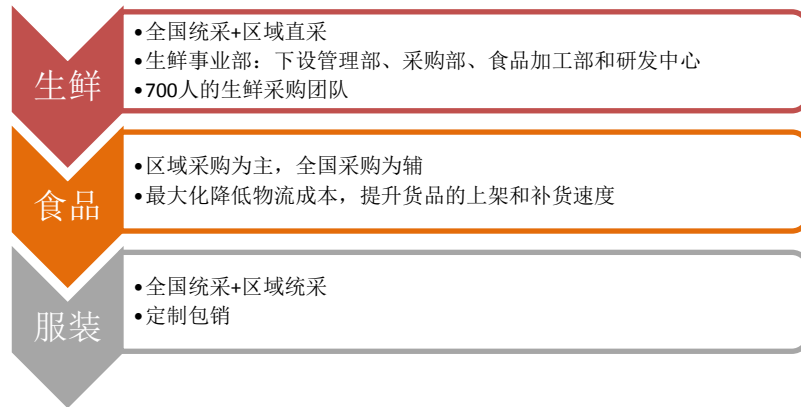 生鲜
•全国统采+区域直采
•生鲜事业部：下设管理部、采购部、食品加工部和研发中心
•700人的生鲜采购团队
食品
•区域采购为主，全国采购为辅
•最大化降低物流成本，提升货品的上架和补货速度
服装
•全国统采+区域统采
•定制包销